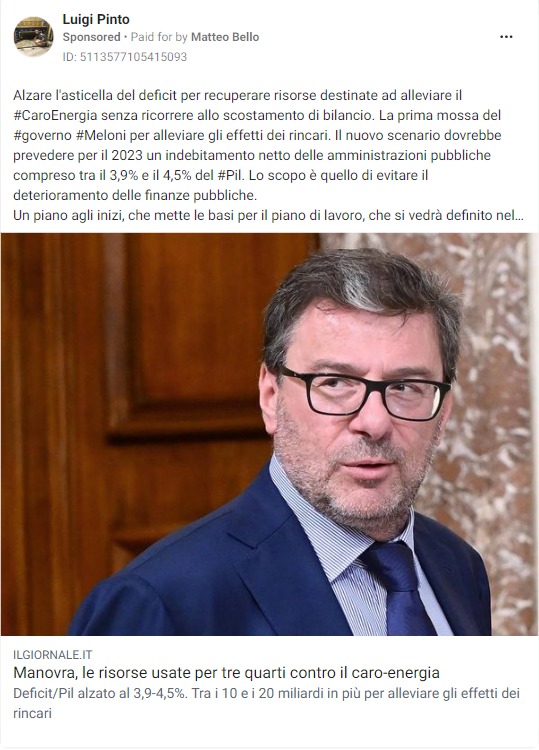 Luigi Pinto
Sponsored • Paid for by Matteo Bello
ID: 5113577105415093
Alzare l'asticella del deficit per recuperare risorse destinate ad alleviare il
#CaroEnergia senza ricorrere allo scostamento di bilancio. La prima mossa del
#governo #Meloni per alleviare gli effetti dei rincari. Il nuovo scenario dovrebbe
prevedere per il 2023 un indebitamento netto delle amministrazioni pubbliche
compreso tra il 3,9% e il 4,5% del #Pil. Lo scopo è quello di evitare il
deterioramento delle finanze pubbliche.
Un piano agli inizi, che mette le basi per il piano di lavoro, che si vedrà definito nel...
ILGIORNALE.IT
Manovra, le risorse usate per tre quarti contro il caro-energia
Deficit/Pil alzato al 3,9-4,5%. Tra i 10 e i 20 miliardi in più per alleviare gli effetti dei
rincari